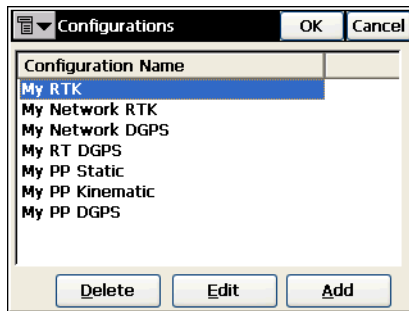 Configurations OK Cancel
Configuration Name
My RTK
My Network RTK
My Network DGPS
My RT DGPS
My PP Static
My PP Kinematic
My PP DGPS
Delete Edit Add